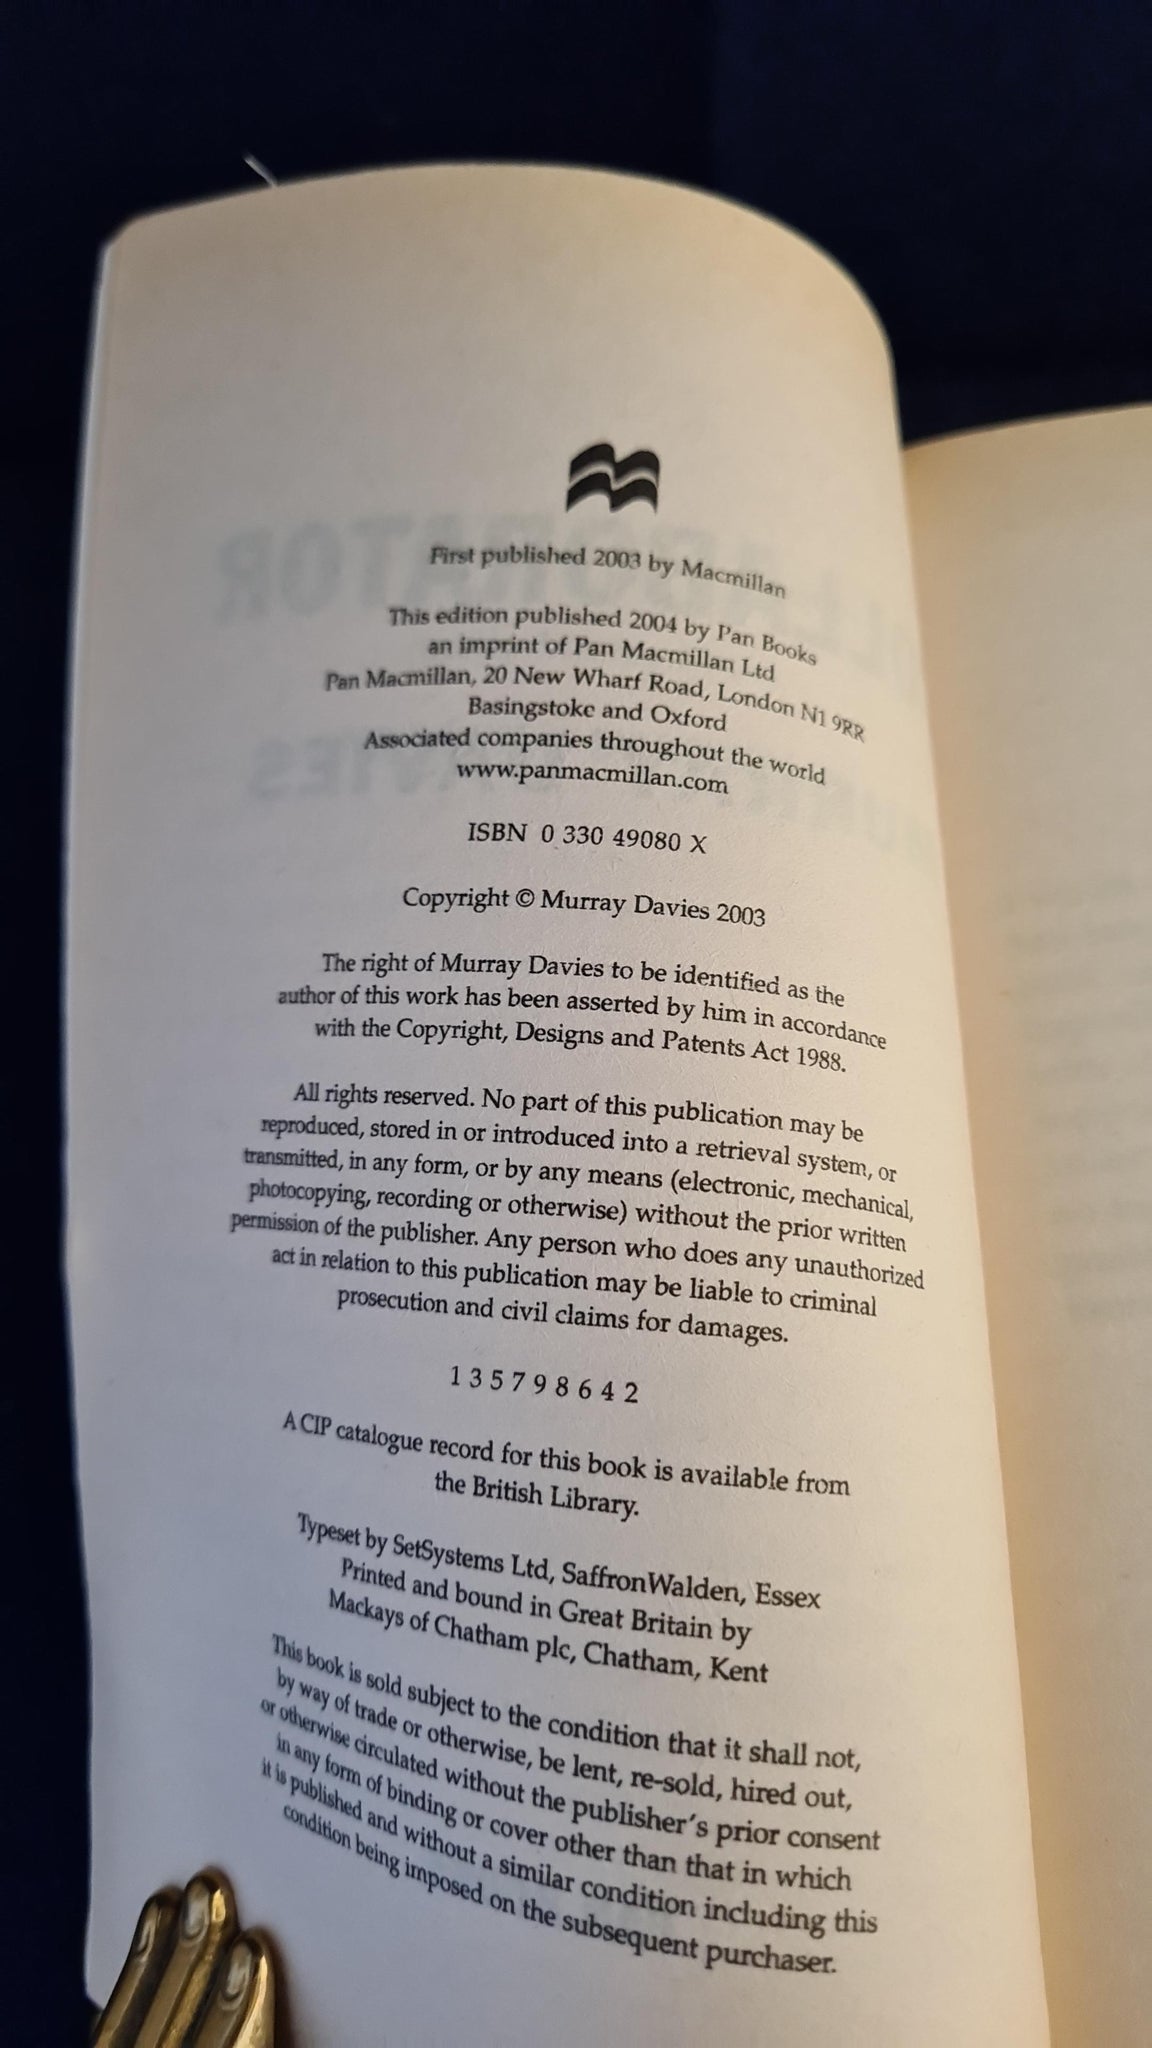 First published 2003 by Macmillan
This edition published 2004 by Pan Books
an imprint of Pan Macmillan Ltd
Pan Macmillan, 20 New Wharf Road, London N1 9RR
Basingstoke and Oxford
Associated companies throughout the world
www.panmacmillan.com
ISBN 0 330 49080 X
Copyright © Murray Davies 2003
The right of Murray Davies to be identified as the
author of this work has been asserted by him in accordance
with the Copyright, Designs and Patents Act 1988.
All rights reserved. No part of this publication may be
reproduced, stored in or introduced into a retrieval system, or
transmitted, in any form, or by any means (electronic, mechanical,
photocopying, recording or otherwise) without the prior written
permission of the publisher. Any person who does any unauthorized
act in relation to this publication may be liable to criminal
prosecution and civil claims for damages.
1 3 5 7 9 8 6 4 2
A CIP catalogue record for this book is available from
the British Library.
Typeset by SetSystems Ltd, Saffron Walden, Essex
Printed and bound in Great Britain by
Mackays of Chatham plc, Chatham, Kent
This book is sold subject to the condition that it shall not,
by way of trade or otherwise, be lent, re-sold, hired out,
or otherwise circulated without the publisher's prior consent
in any form of binding or cover other than that in which
it is published and without a similar condition including this
condition being imposed on the subsequent purchaser.